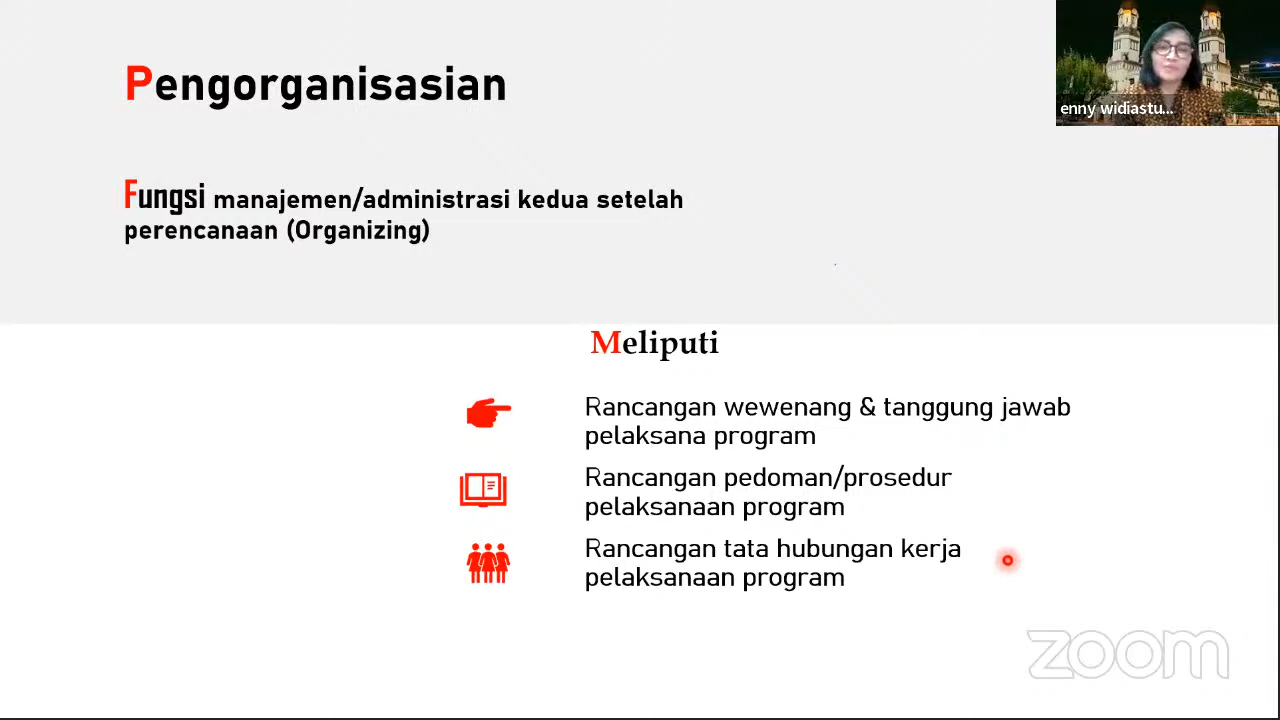 Pengorganisasian
enny widiastu...
Fungsi manajemen/administrasi kedua setelah
perencanaan (Organizing)
Meliputi
Rancangan wewenang & tanggung jawab
pelaksana program
Rancangan pedoman/prosedur
pelaksanaan program
Rancangan tata hubungan kerja
pelaksanaan program
zoom